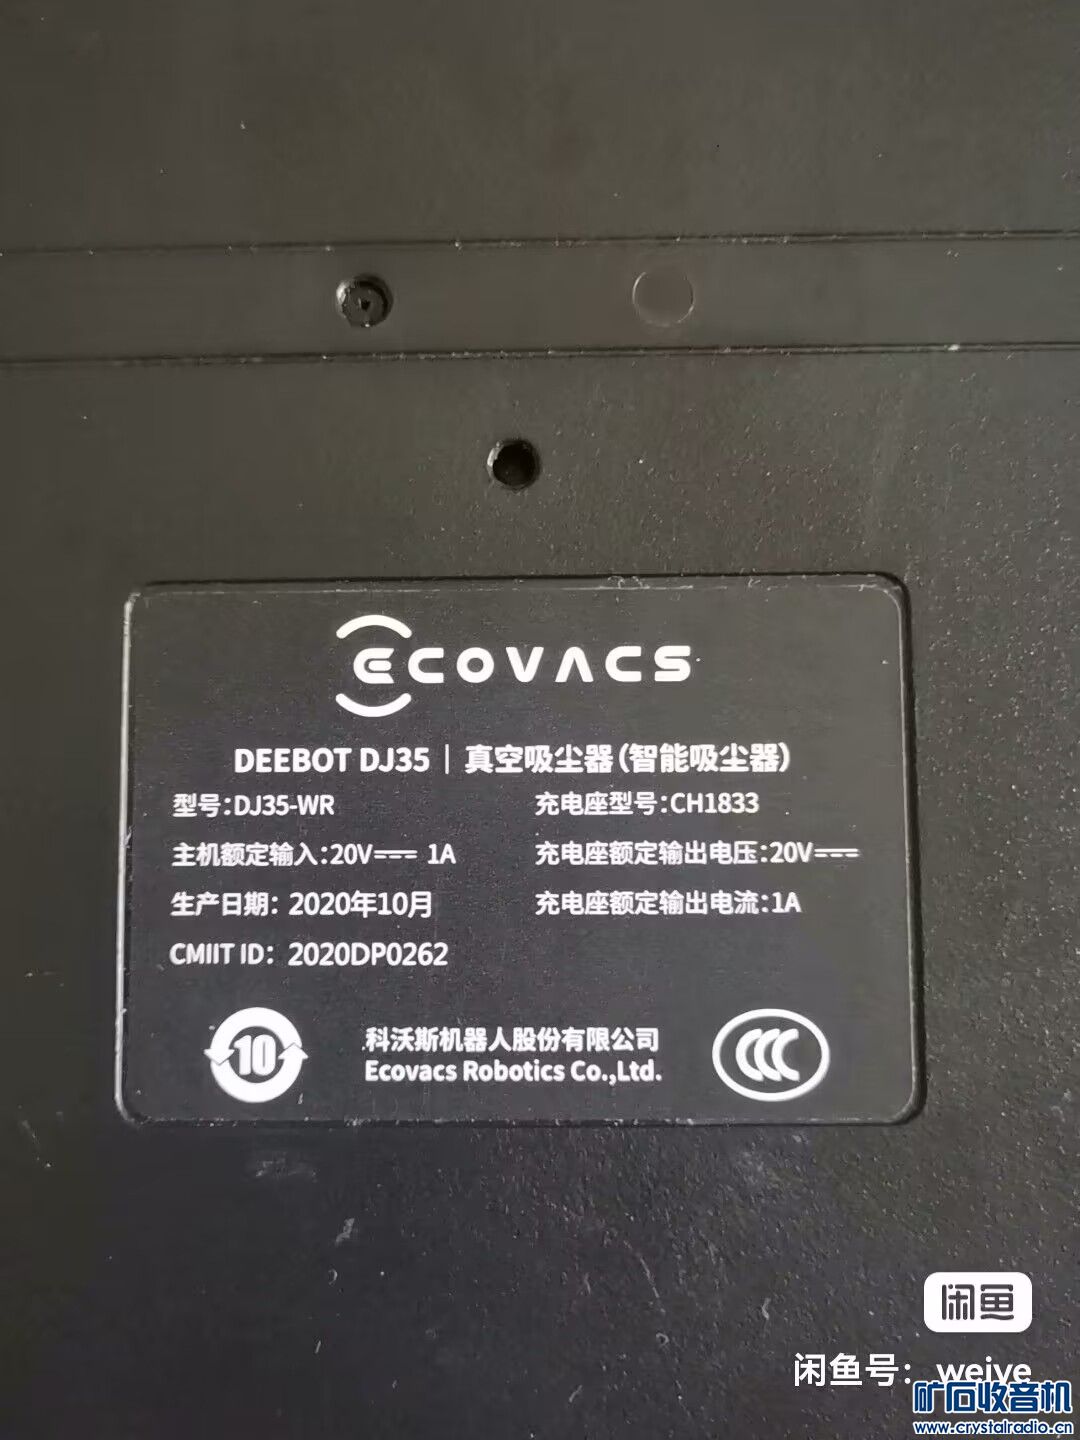 ECOVACS
DEEBOT DJ35 | 真空吸尘器(智能吸尘器)
型号:DJ35-WR
充电座型号:CH1833
主机额定输入:20V⎓ 1A
充电座额定输出电压:20V⎓
生产日期: 2020年10月
充电座额定输出电流:1A
CMIIT ID: 2020DP0262
10
科沃斯机器人股份有限公司
Ecovacs Robotics Co.,Ltd.
CCC
闲鱼
闲鱼号: weiye
矿石收音机
www.crystalradio.cn